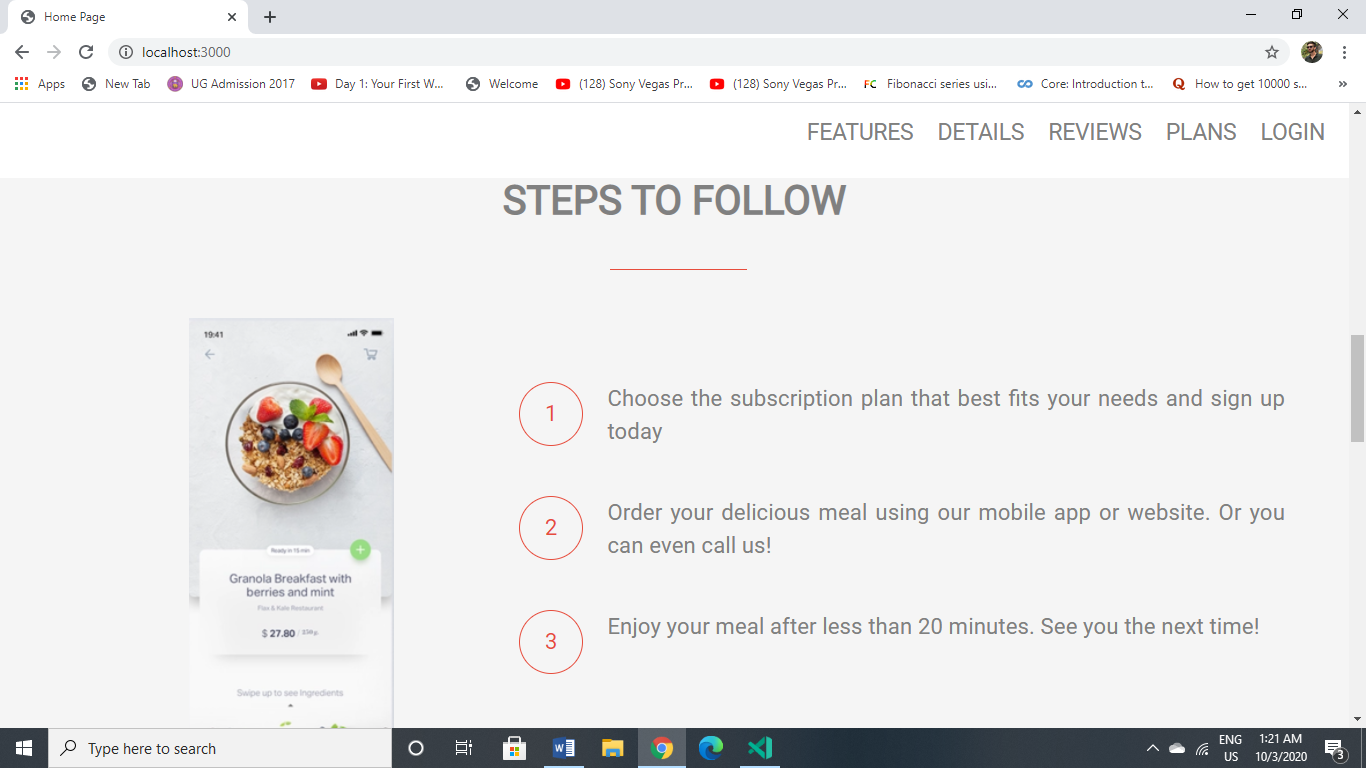 Home Page
localhost:3000
Apps
New Tab
UG Admission 2017
Day 1: Your First W...
Welcome
(128) Sony Vegas Pr...
(128) Sony Vegas Pr...
FC Fibonacci series usi...
Core: Introduction t...
How to get 10000 s...
»
FEATURES DETAILS REVIEWS PLANS LOGIN
STEPS TO FOLLOW
19:41
Ready in 15 min
Granola Breakfast with
berries and mint
Flax & Kale Restaurant
$ 27.80
Swipe up to see Ingredients
1
Choose the subscription plan that best fits your needs and sign up
today
2
Order your delicious meal using our mobile app or website. Or you
can even call us!
3
Enjoy your meal after less than 20 minutes. See you the next time!
Type here to search
ENG
US
1:21 AM
10/3/2020
3